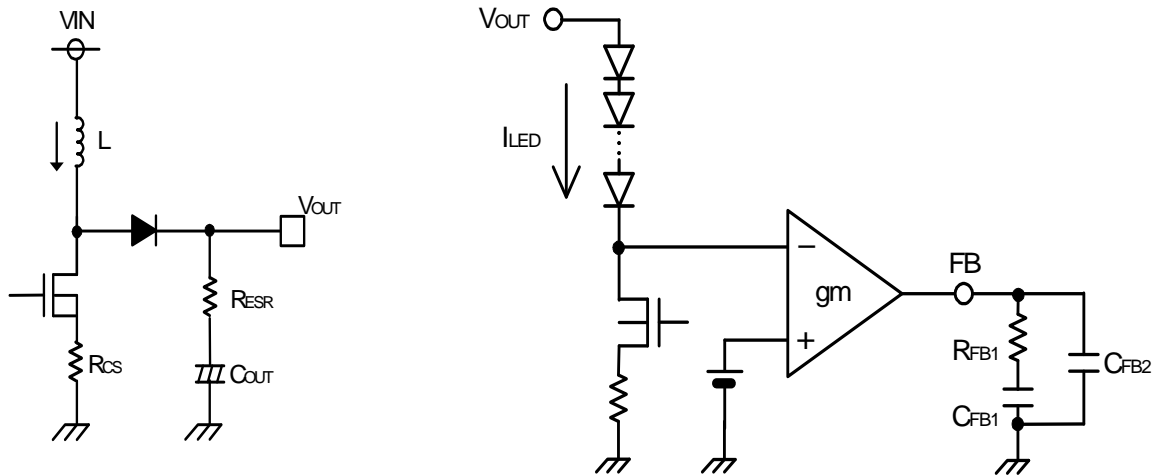 VIN
L
VOUT
RESR
RCS
COUT
VOUT
ILED
−
gm
+
FB
RFB1
CFB2
CFB1